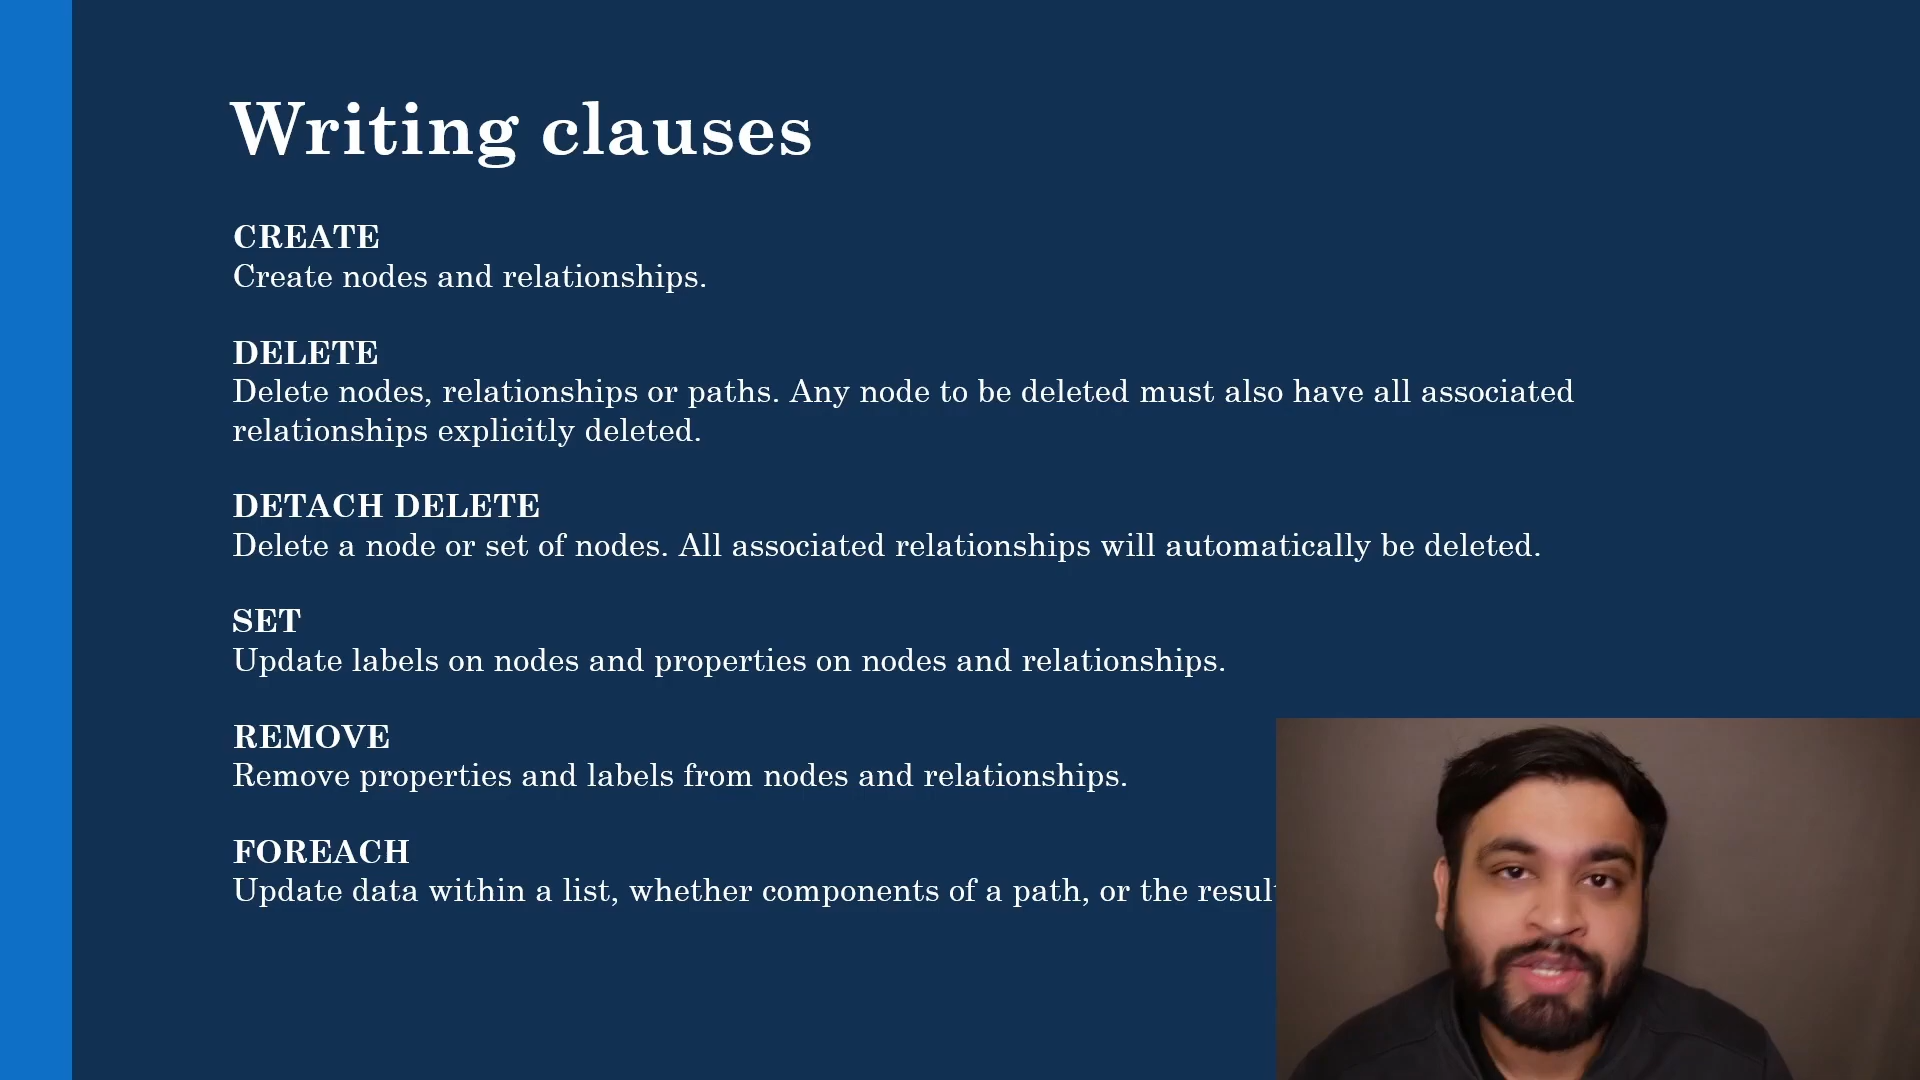 Writing clauses
CREATE
Create nodes and relationships.
DELETE
Delete nodes, relationships or paths. Any node to be deleted must also have all associated
relationships explicitly deleted.
DETACH DELETE
Delete a node or set of nodes. All associated relationships will automatically be deleted.
SET
Update labels on nodes and properties on nodes and relationships.
REMOVE
Remove properties and labels from nodes and relationships.
FOREACH
Update data within a list, whether components of a path, or the